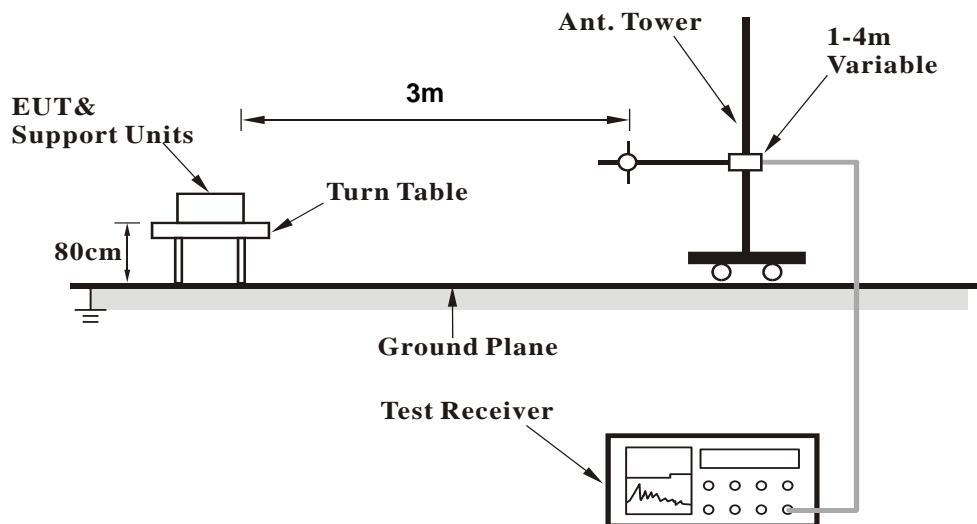 Ant. Tower
1-4m
Variable
3m
EUT&
Support Units
Turn Table
80cm
Ground Plane
Test Receiver